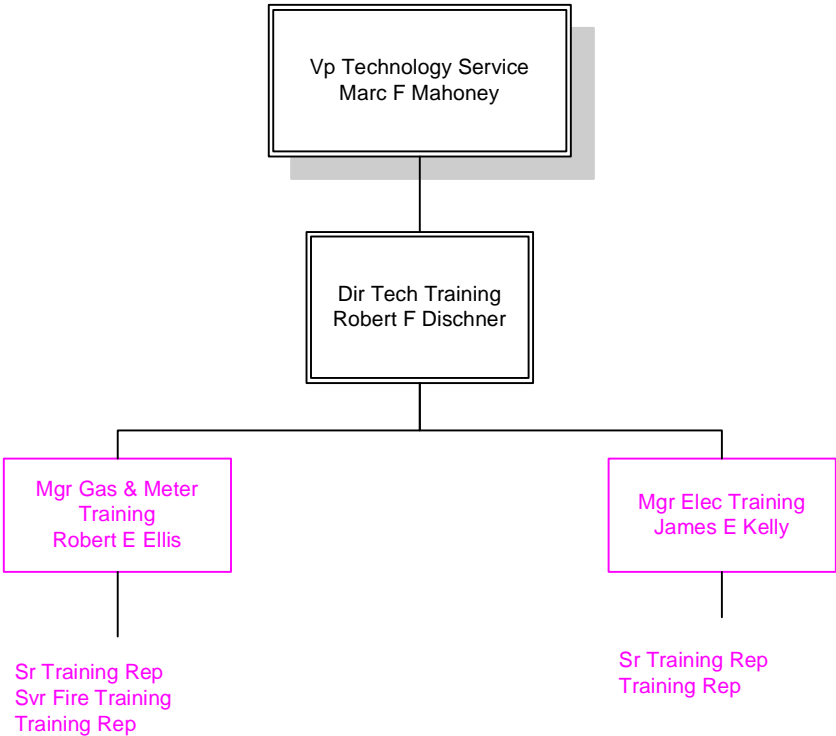 Vp Technology Service
Marc F Mahoney
Dir Tech Training
Robert F Dischner
Mgr Gas & Meter
Training
Robert E Ellis
Mgr Elec Training
James E Kelly
Sr Training Rep
Svr Fire Training
Training Rep
Sr Training Rep
Training Rep